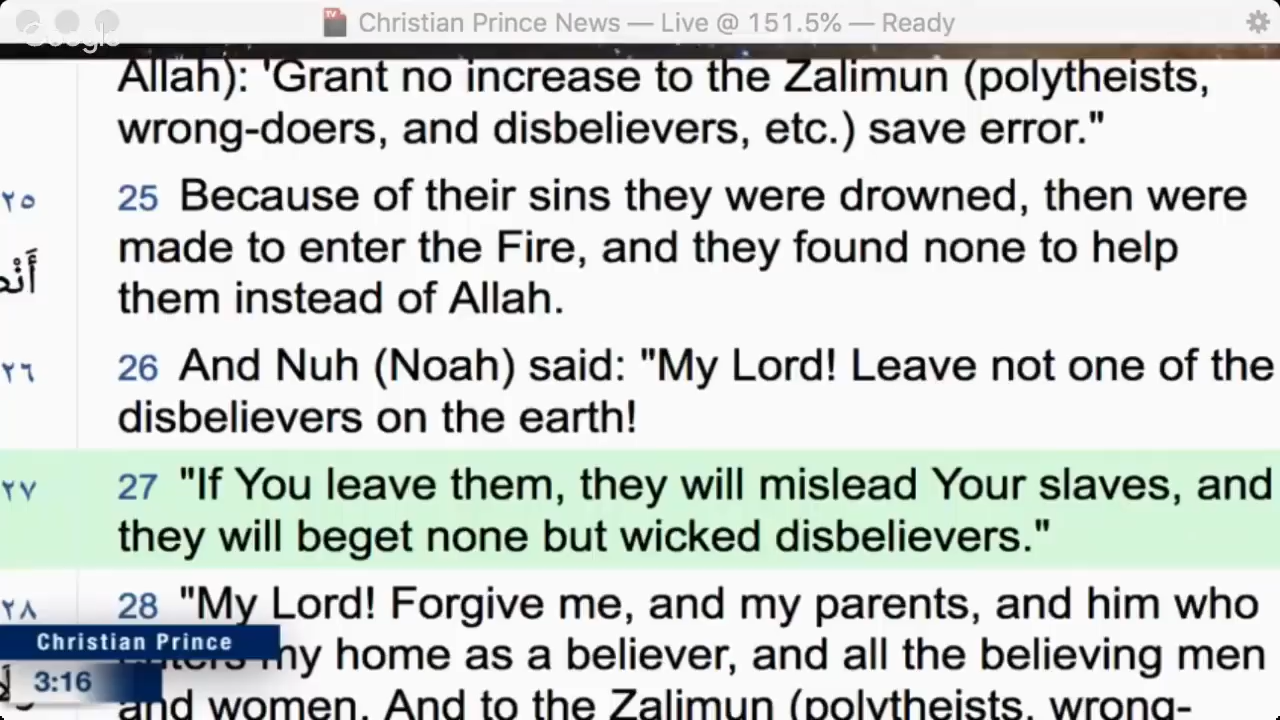 Christian Prince News — Live @ 151.5% — Ready
Google
Allah): 'Grant no increase to the Zalimun (polytheists,
wrong-doers, and disbelievers, etc.) save error."
٢٥ 25 Because of their sins they were drowned, then were
made to enter the Fire, and they found none to help
them instead of Allah.
٢٦ 26 And Nuh (Noah) said: "My Lord! Leave not one of the
disbelievers on the earth!
٢٧ 27 "If You leave them, they will mislead Your slaves, and
they will beget none but wicked disbelievers."
٢٨ 28 "My Lord! Forgive me, and my parents, and him who
Christian Prince
my home as a believer, and all the believing men
3:16
and women. And to the Zalimun (polytheists, wrong-